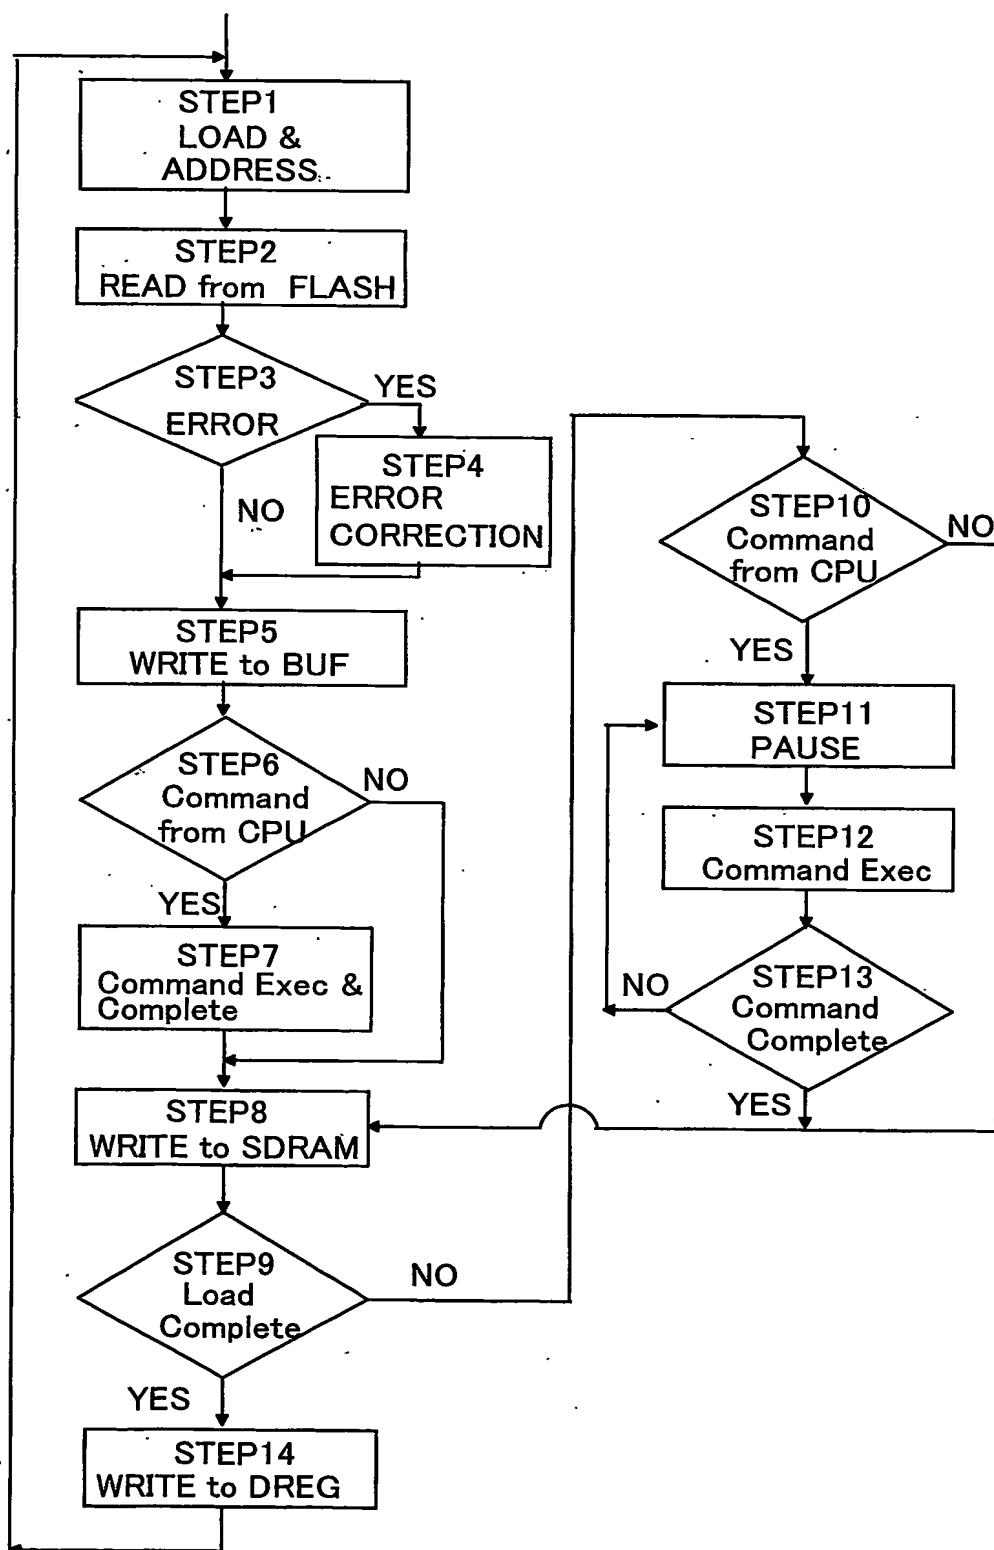 STEP1
LOAD &
ADDRESS
STEP2
READ from FLASH
STEP3
ERROR
YES
STEP4
ERROR
CORRECTION
NO
STEP5
WRITE to BUF
STEP6
Command
from CPU
NO
YES
STEP7
Command Exec &
Complete
STEP8
WRITE to SDRAM
STEP9
Load
Complete
NO
YES
STEP14
WRITE to DREG
STEP10
Command
from CPU
NO
YES
STEP11
PAUSE
STEP12
Command Exec
STEP13
Command
Complete
NO
YES